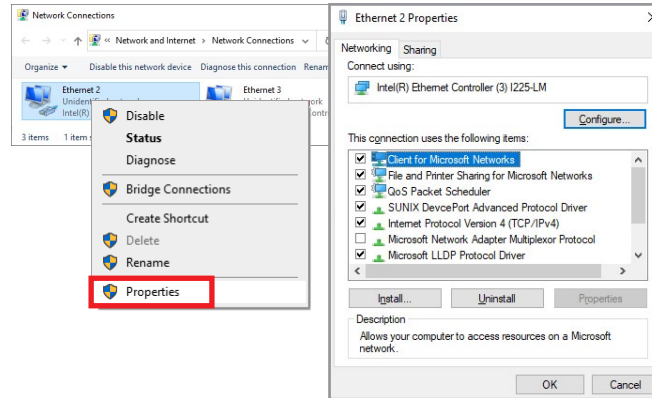 Network Connections
« Network and Internet › Network Connections
Organize Disable this network device Diagnose this connection Renam
Ethernet 2
Intel(R)
Ethernet 3
3 items 1 item
Disable
Status
Diagnose
Bridge Connections
Create Shortcut
Delete
Rename
Properties
Ethernet 2 Properties
Networking Sharing
Connect using:
Intel(R) Ethernet Controller (3) I225-LM
Configure...
This connection uses the following items:
Client for Microsoft Networks
File and Printer Sharing for Microsoft Networks
QoS Packet Scheduler
SUNIX DevcePort Advanced Protocol Driver
Internet Protocol Version 4 (TCP/IPv4)
Microsoft Network Adapter Multiplexor Protocol
Microsoft LLDP Protocol Driver
Install... Uninstall Properties
Description
Allows your computer to access resources on a Microsoft
network.
OK Cancel